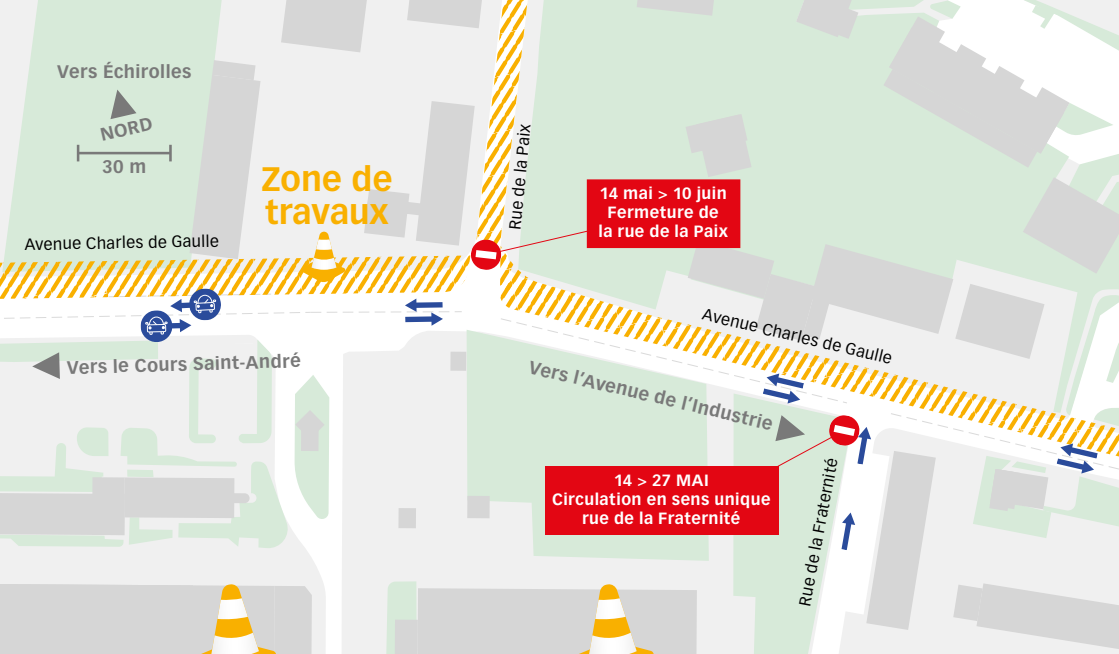 Vers Échirolles
NORD
30 m
Zone de
travaux
Avenue Charles de Gaulle
Rue de la Paix
14 mai > 10 juin
Fermeture de
la rue de la Paix
Avenue Charles de Gaulle
Vers le Cours Saint-André
Vers l’Avenue de l’Industrie
14 > 27 MAI
Circulation en sens unique
rue de la Fraternité
Rue de la Fraternité